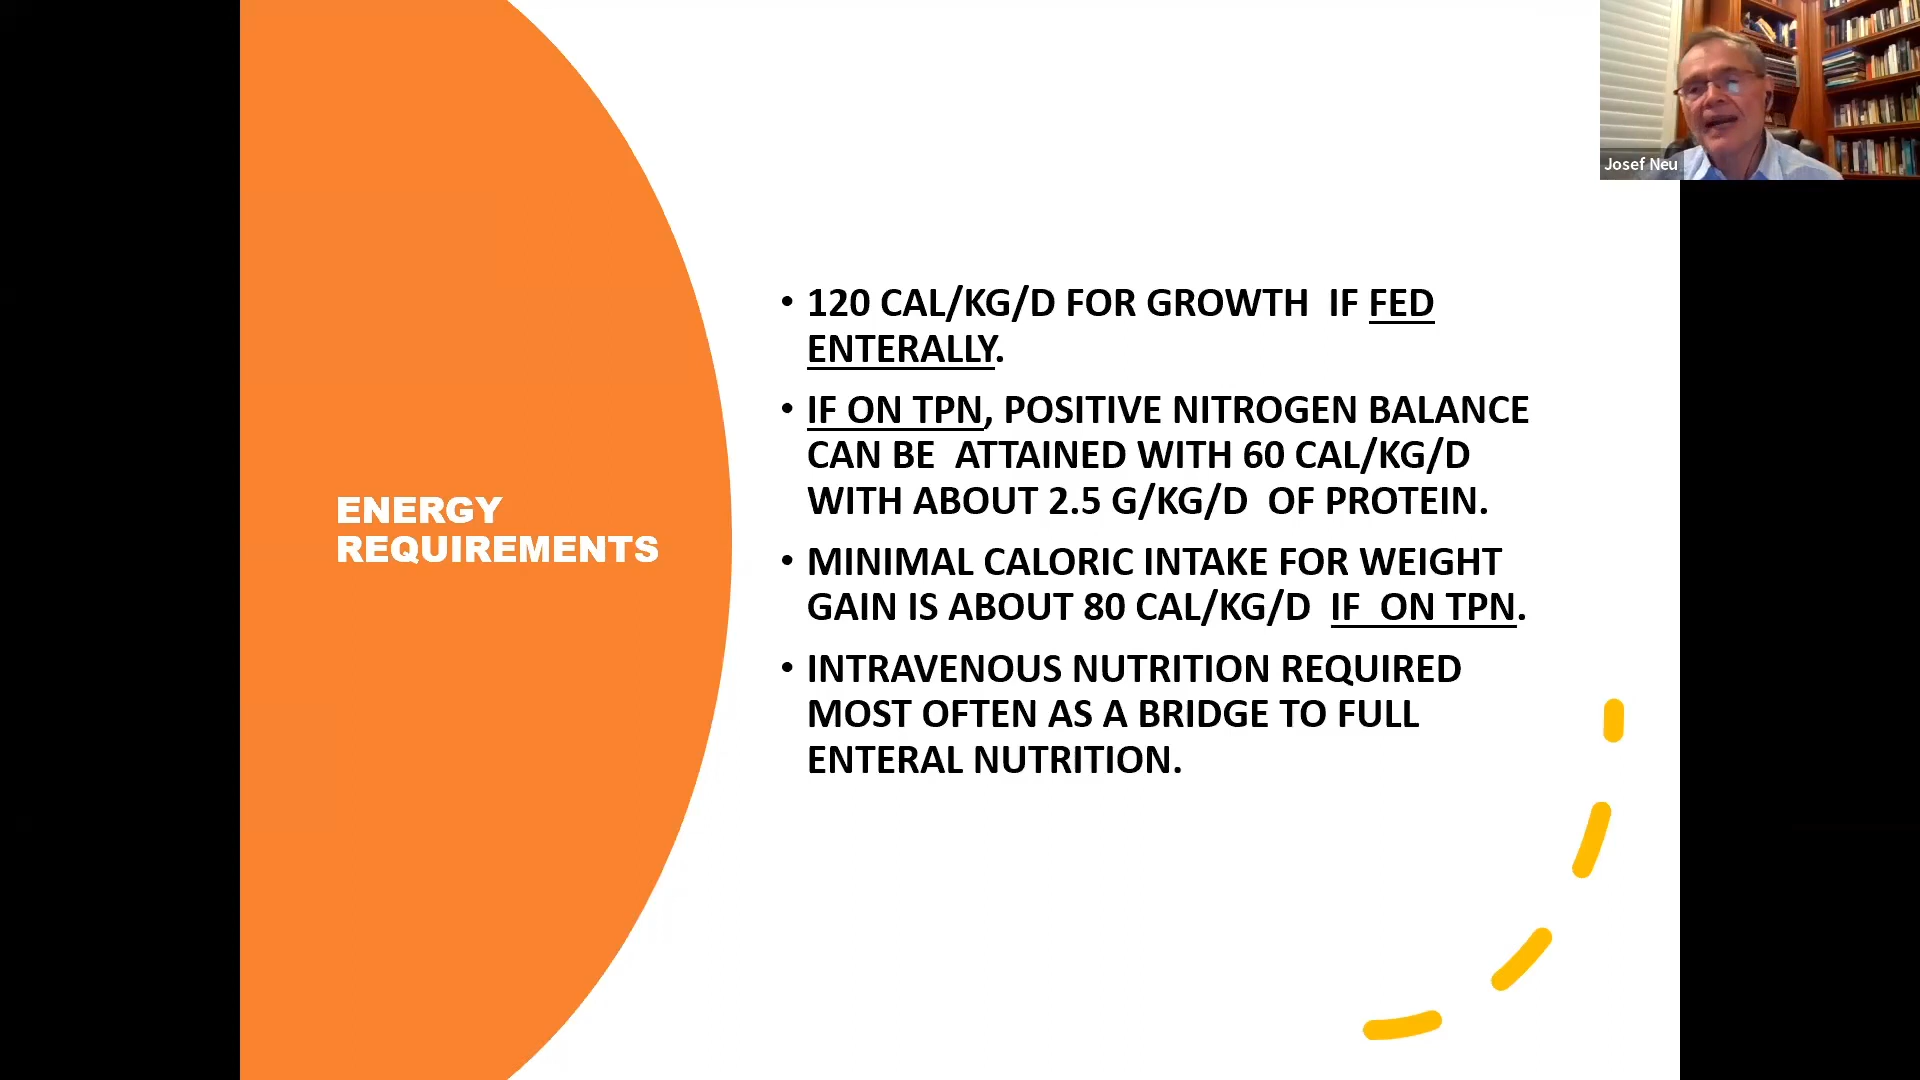 Josef Neu
ENERGY
REQUIREMENTS
• 120 CAL/KG/D FOR GROWTH  IF FED
ENTERALLY.
• IF ON TPN, POSITIVE NITROGEN BALANCE
CAN BE  ATTAINED WITH 60 CAL/KG/D
WITH ABOUT 2.5 G/KG/D  OF PROTEIN.
• MINIMAL CALORIC INTAKE FOR WEIGHT
GAIN IS ABOUT 80 CAL/KG/D  IF  ON TPN.
• INTRAVENOUS NUTRITION REQUIRED
MOST OFTEN AS A BRIDGE TO FULL
ENTERAL NUTRITION.